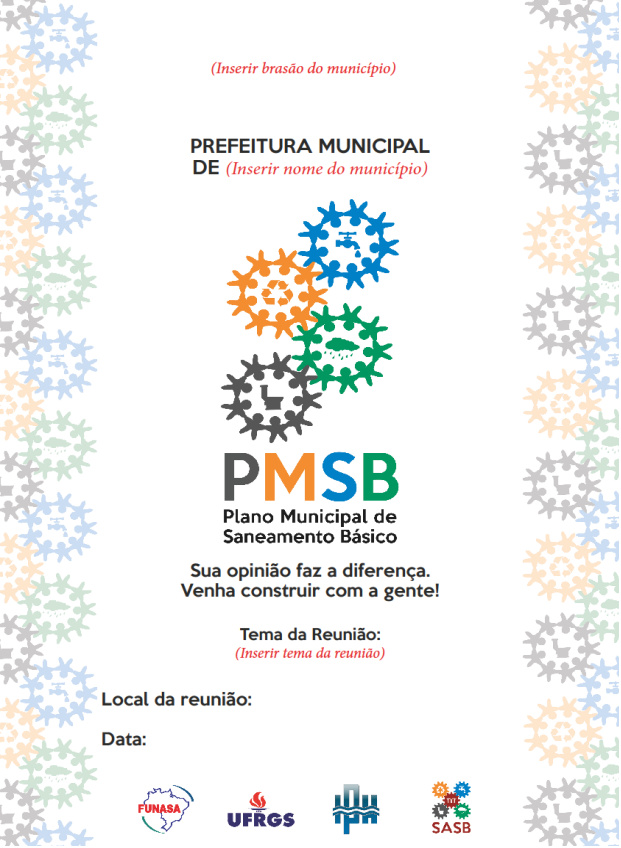 (Inserir brasão do município)
PREFEITURA MUNICIPAL
DE (Inserir nome do município)
PMSB
Plano Municipal de
Saneamento Básico
Sua opinião faz a diferença.
Venha construir com a gente!
Tema da Reunião:
(Inserir tema da reunião)
Local da reunião:
Data:
FUNASA
UFRGS
IPH
SASB